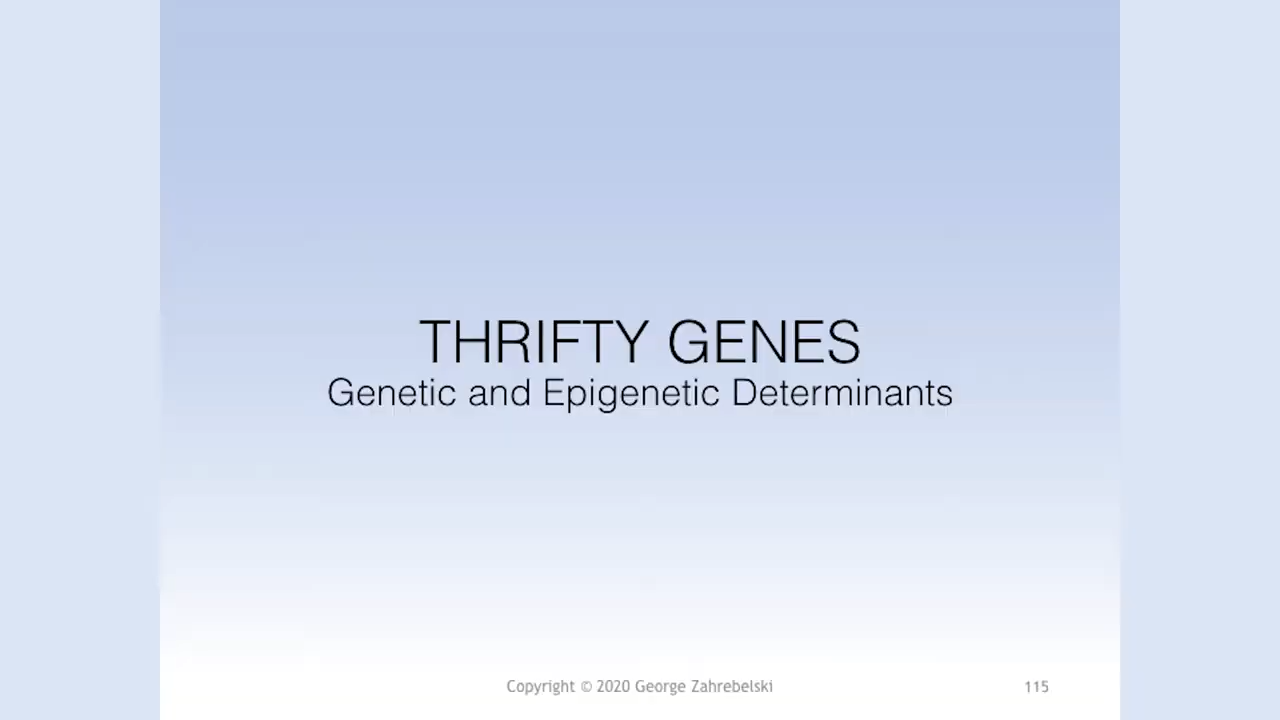 THRIFTY GENES
Genetic and Epigenetic Determinants
Copyright © 2020 George Zahrebelski
115